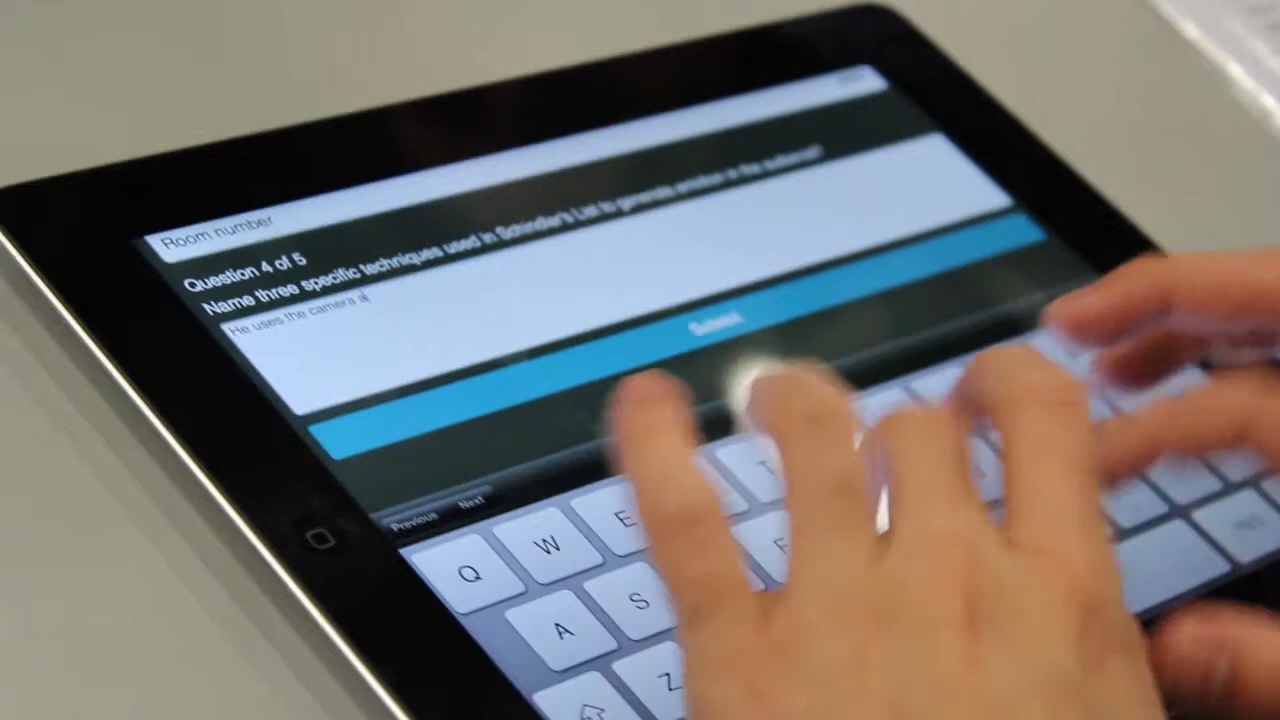 Room number
Question 4 of 5
Name three specific techniques used in Schindler's List to generate emotion in the audience?
He uses the camera a
Submit
Previous Next
Q W E T
A S F
Z